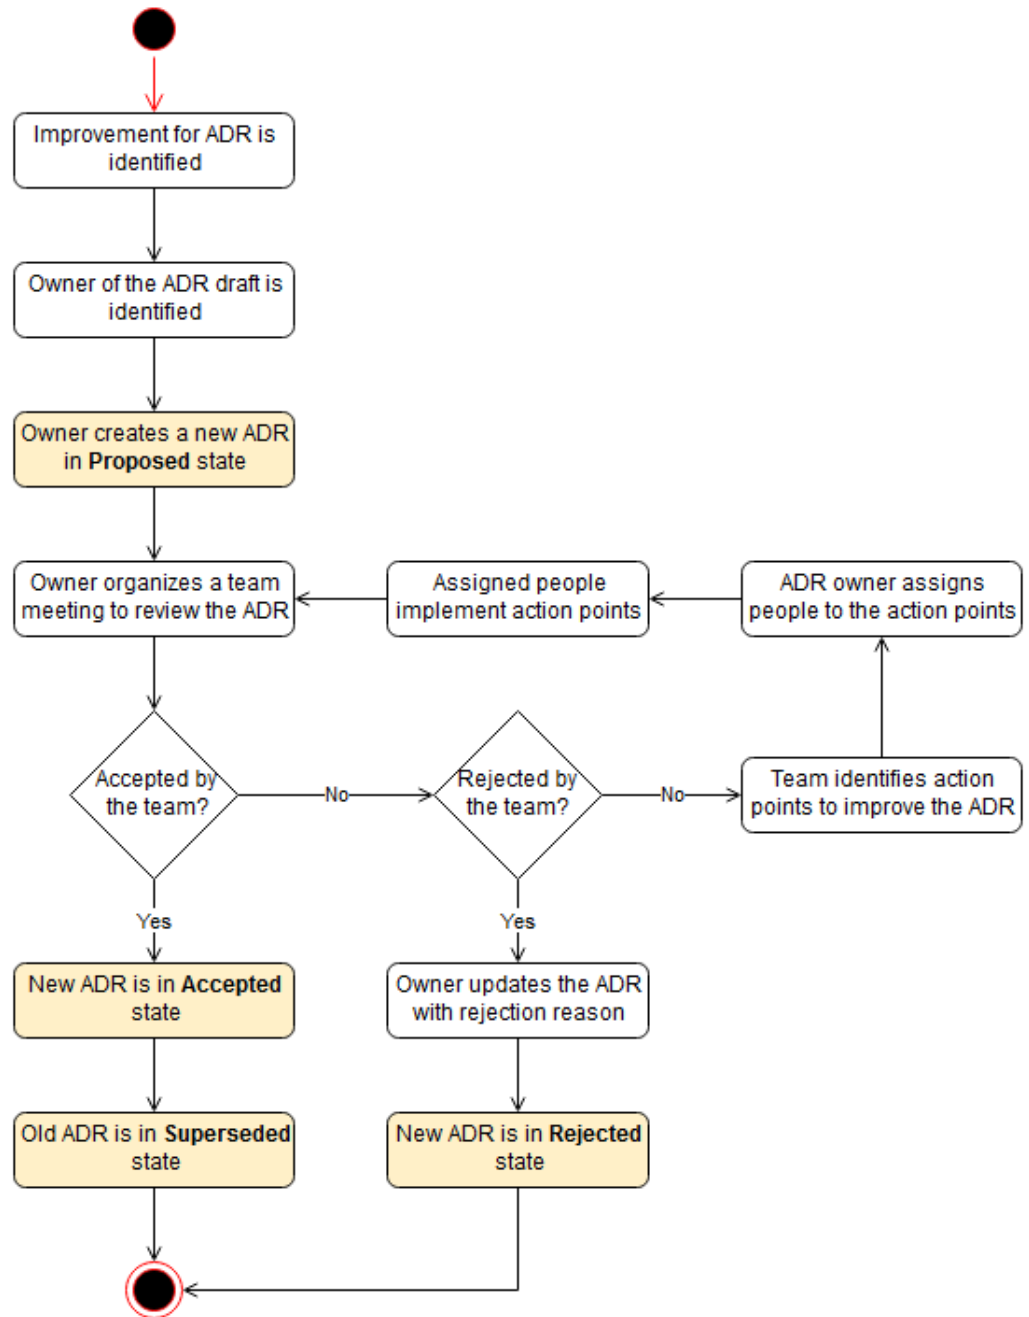 Improvement for ADR is
identified
Owner of the ADR draft is
identified
Owner creates a new ADR
in Proposed state
Owner organizes a team
meeting to review the ADR
Assigned people
implement action points
ADR owner assigns
people to the action points
Accepted by
the team?
No
Rejected by
the team?
No
Team identifies action
points to improve the ADR
Yes
Yes
New ADR is in Accepted
state
Owner updates the ADR
with rejection reason
Old ADR is in Superseded
state
New ADR is in Rejected
state